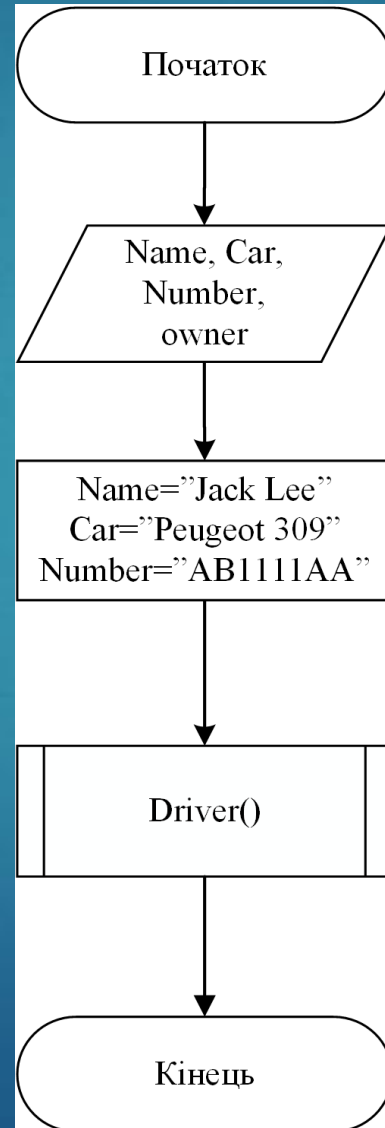 Початок
Name, Car,
Number,
owner
Name=”Jack Lee”
Car=”Peugeot 309”
Number=”AB1111AA”
Driver()
Кінець